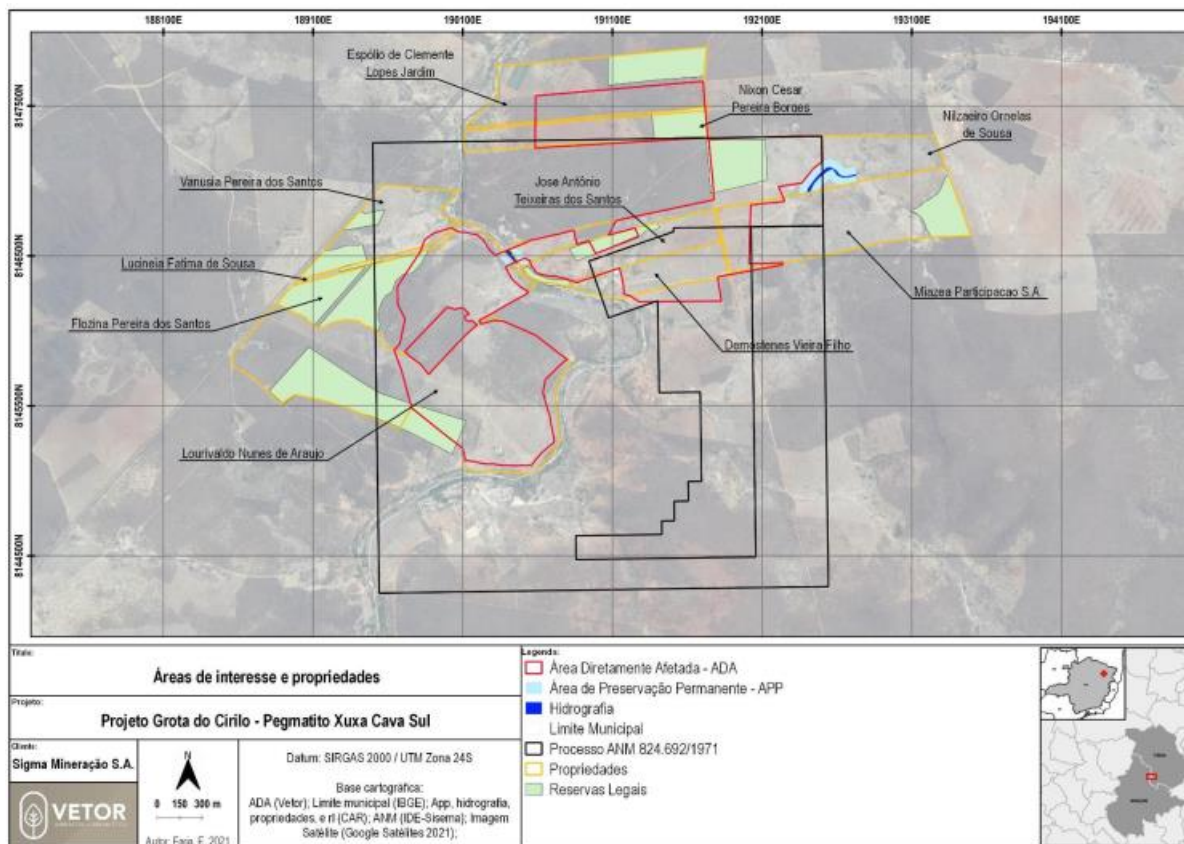 188100E 189100E 190100E 191100E 192100E 193100E 194100E
8147500N
8146500N
8145500N
8144500N
Espólio de Clemente
Lopes Jardim
Nixon Cesar
Pereira Borges
Nilzaeiro Ornelas
de Sousa
Vanusia Pereira dos Santos
Jose Antônio
Teixeiras dos Santos
Lucineia Fatima de Sousa
Flozina Pereira dos Santos
Miazea Participacao S.A.
Demostenes Vieira Filho
Lourivaldo Nunes de Araujo
Título:
Áreas de interesse e propriedades
Projeto:
Projeto Grota do Cirilo - Pegmatito Xuxa Cava Sul
Cliente:
Sigma Mineração S.A.
VETOR
N
0 150 300 m
Autor: Faria, F. 2021
Datum: SIRGAS 2000 / UTM Zona 24S
Base cartográfica:
ADA (Vetor); Limite municipal (IBGE); App, hidrografia,
propriedades, e rl (CAR); ANM (IDE-Sisema); Imagem
Satélite (Google Satélites 2021);
Legenda:
Área Diretamente Afetada - ADA
Área de Preservação Permanente - APP
Hidrografia
Limite Municipal
Processo ANM 824.692/1971
Propriedades
Reservas Legais